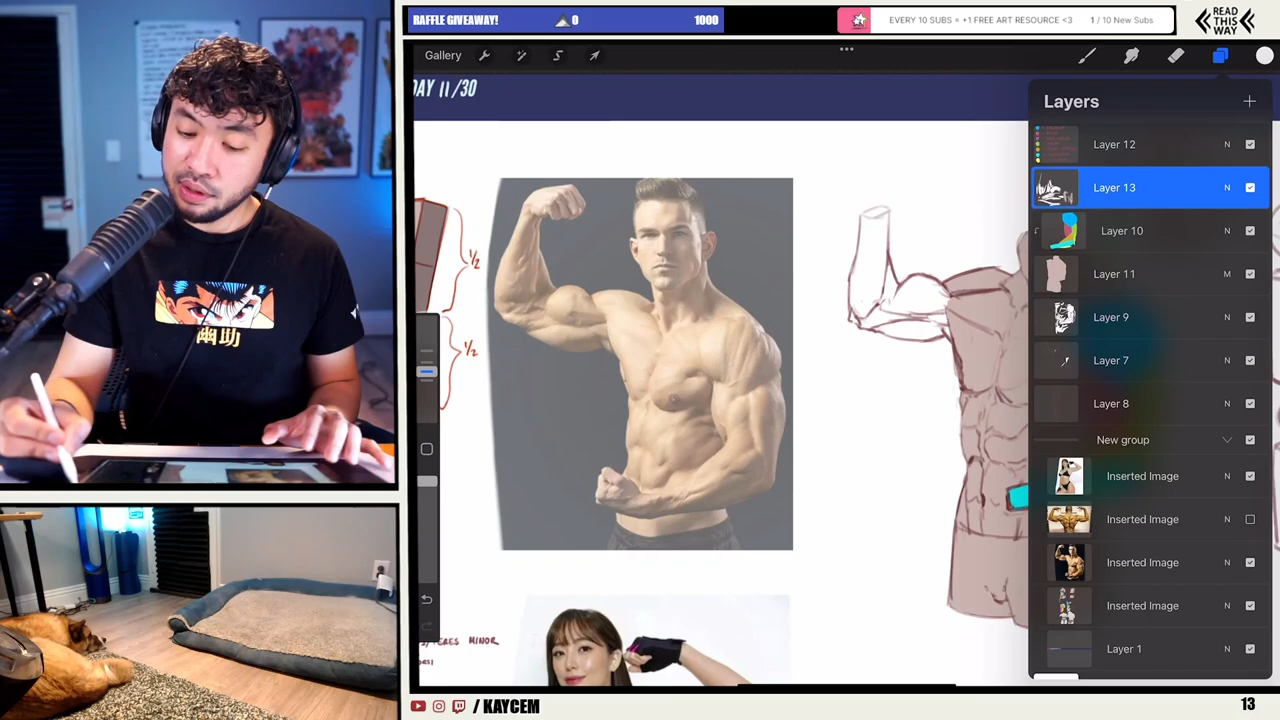 RAFFLE GIVEAWAY! 0 1000
EVERY 10 SUBS = +1 FREE ART RESOURCE <3 1 / 10 New Subs
READ THIS WAY
Gallery
DAY 11/30
Layers
Layer 12 N
Layer 13 N
Layer 10 N
Layer 11 M
Layer 9 N
Layer 7 N
Layer 8 N
New group
Inserted Image N
Inserted Image N
Inserted Image N
Inserted Image N
Layer 1 N
1/2
1/2
TERES MINOR
幽助
/ KAYCEM
13